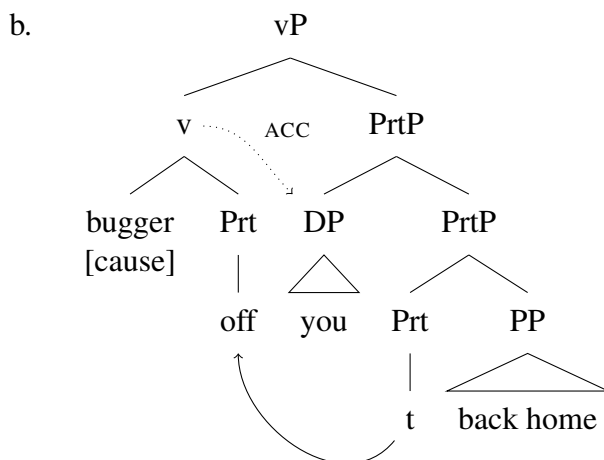 b. vP
v ACC PrtP
bugger Prt DP PrtP
[cause]
off you Prt PP
t back home